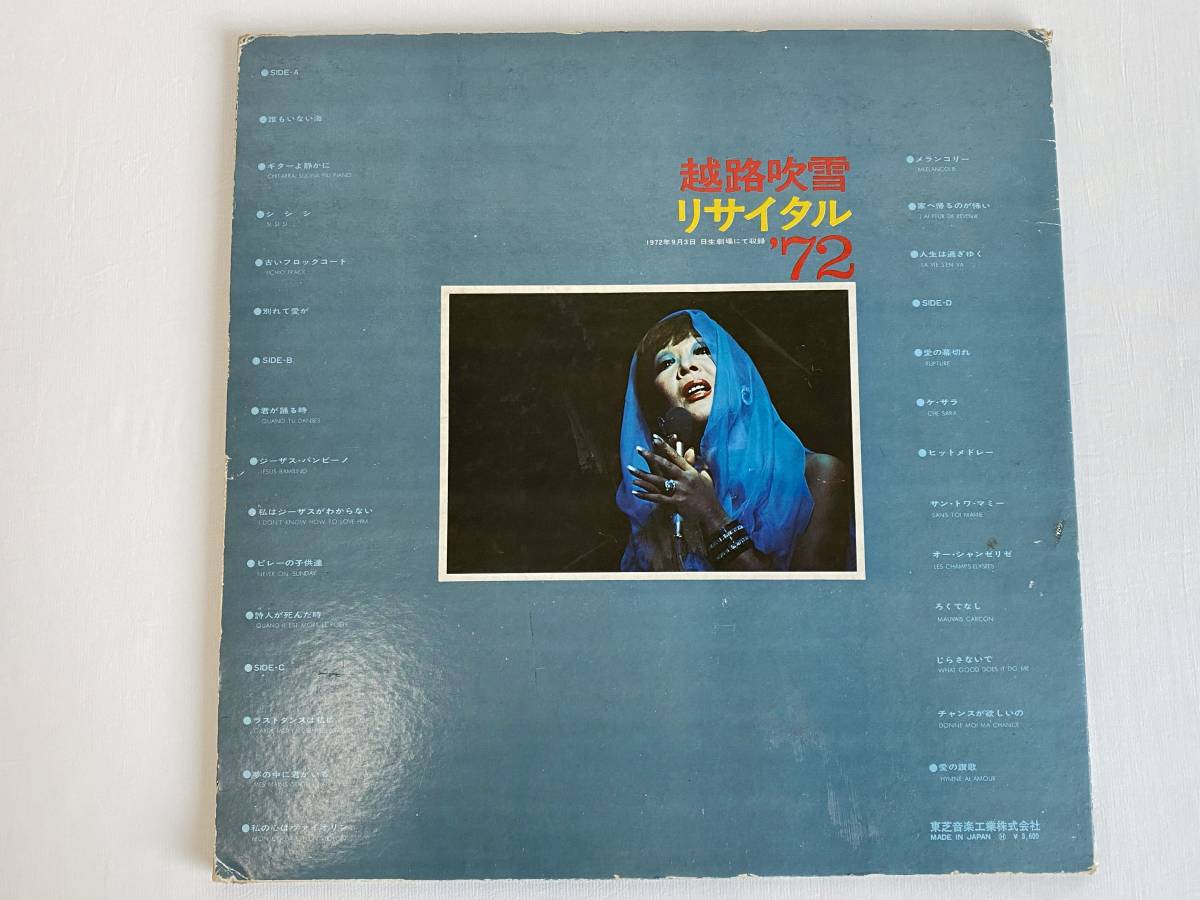 ● SIDE-A
● 誰もいない海
● ギターよ静かに
CHITARRA, SUONA PIU PIANO
● シ シ シ
SI SI SI
● 古いフロックコート
VICHIO FRACK
● 別れて愛が
● SIDE-B
● 君が踊る時
QUAND TU DANSES
● ジーザス・バンビーノ
JESUS BAMBINO
● 私はジーザスがわからない
I DON'T KNOW HOW TO LOVE HIM
● ピレーの子供達
NEVER ON SUNDAY
● 詩人が死んだ時
QUAND IL EST MORT LE POETE
● SIDE-C
● ラストダンスは私に
● 夢の中に君がいる
● 私の心はヴァイオリン
越路吹雪
リサイタル
1972年9月3日 日生劇場にて収録
'72
● メランコリー
MELANCOLIE
● 家へ帰るのが怖い
J'AI PEUR DE REVENIR
● 人生は過ぎゆく
LA VIE S'EN VA
● SIDE-D
● 愛の幕切れ
RUPTURE
● ケ・サラ
CHE SARA
● ヒットメドレー
サン・トワ・マミー
SANS TOI MAMIE
オー・シャンゼリゼ
LES CHAMPS ELYSEES
ろくでなし
MAUVAIS GARCON
じらさないで
WHAT GOOD DOES IT DO ME
チャンスが欲しいの
DONNE MOI MA CHANCE
● 愛の讃歌
HYMNE AL AMOUR
東芝音楽工業株式会社
MADE IN JAPAN Ⓗ ￥3,600